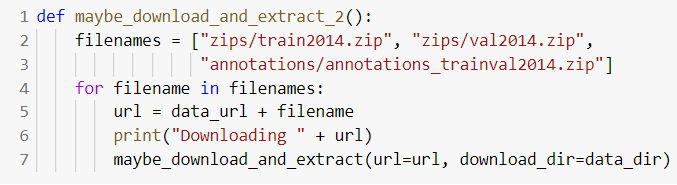 1 def maybe_download_and_extract_2():
2     filenames = ["zips/train2014.zip", "zips/val2014.zip",
3                  "annotations/annotations_trainval2014.zip"]
4     for filename in filenames:
5         url = data_url + filename
6         print("Downloading " + url)
7         maybe_download_and_extract(url=url, download_dir=data_dir)